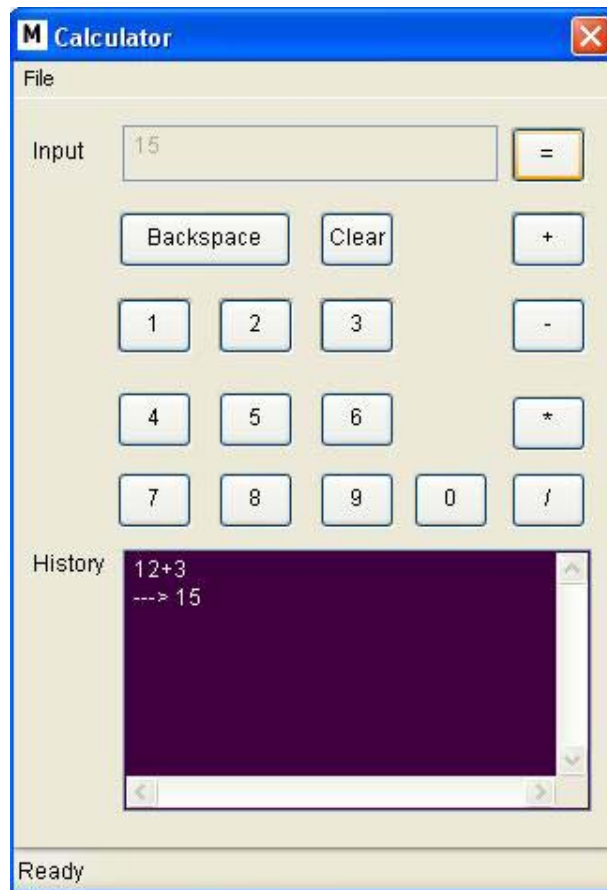 M Calculator
File
Input 15 =
Backspace Clear +
1 2 3 -
4 5 6 *
7 8 9 0 /
History 12+3
---> 15
Ready